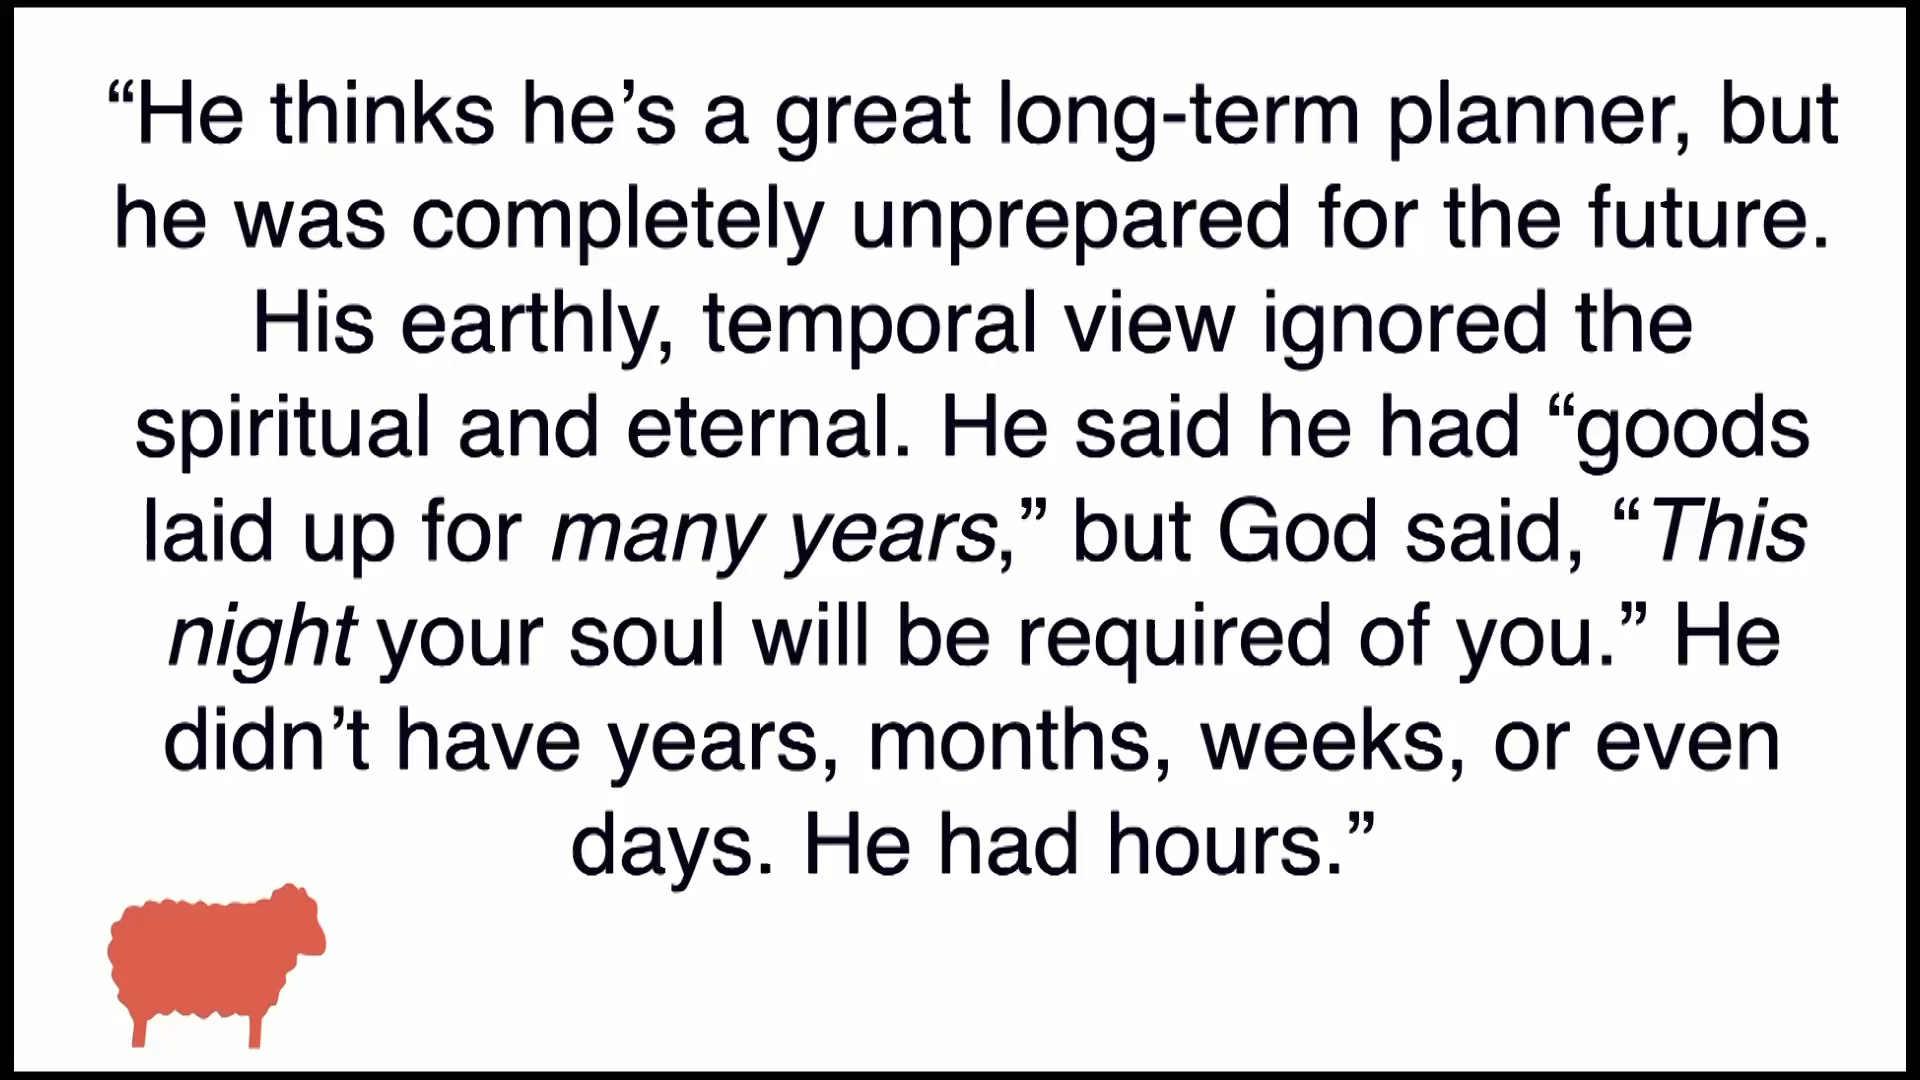 “He thinks he’s a great long-term planner, but
he was completely unprepared for the future.
His earthly, temporal view ignored the
spiritual and eternal. He said he had “goods
laid up for many years,” but God said, “This
night your soul will be required of you.” He
didn’t have years, months, weeks, or even
days. He had hours.”